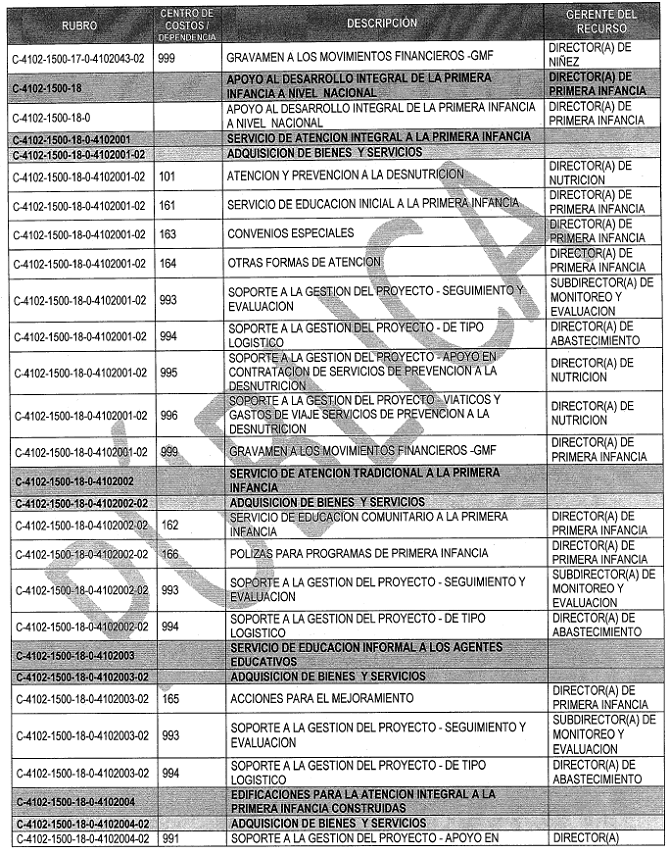 RUBRO CENTRO DE COSTOS / DEPENDENCIA DESCRIPCIÓN GERENTE DEL RECURSO
C-4102-1500-17-0-4102043-02 999 GRAVAMEN A LOS MOVIMIENTOS FINANCIEROS -GMF DIRECTOR(A) DE NIÑEZ
C-4102-1500-18 APOYO AL DESARROLLO INTEGRAL DE LA PRIMERA INFANCIA A NIVEL NACIONAL DIRECTOR(A) DE PRIMERA INFANCIA
C-4102-1500-18-0 APOYO AL DESARROLLO INTEGRAL DE LA PRIMERA INFANCIA A NIVEL NACIONAL DIRECTOR(A) DE PRIMERA INFANCIA
C-4102-1500-18-0-4102001 SERVICIO DE ATENCION INTEGRAL A LA PRIMERA INFANCIA
C-4102-1500-18-0-4102001-02 ADQUISICION DE BIENES Y SERVICIOS
C-4102-1500-18-0-4102001-02 101 ATENCION Y PREVENCION A LA DESNUTRICION DIRECTOR(A) DE NUTRICION
C-4102-1500-18-0-4102001-02 161 SERVICIO DE EDUCACION INICIAL A LA PRIMERA INFANCIA DIRECTOR(A) DE PRIMERA INFANCIA
C-4102-1500-18-0-4102001-02 163 CONVENIOS ESPECIALES DIRECTOR(A) DE PRIMERA INFANCIA
C-4102-1500-18-0-4102001-02 164 OTRAS FORMAS DE ATENCION DIRECTOR(A) DE PRIMERA INFANCIA
C-4102-1500-18-0-4102001-02 993 SOPORTE A LA GESTION DEL PROYECTO - SEGUIMIENTO Y EVALUACION SUBDIRECTOR(A) DE MONITOREO Y EVALUACION
C-4102-1500-18-0-4102001-02 994 SOPORTE A LA GESTION DEL PROYECTO - DE TIPO LOGISTICO DIRECTOR(A) DE ABASTECIMIENTO
C-4102-1500-18-0-4102001-02 995 SOPORTE A LA GESTION DEL PROYECTO - APOYO EN CONTRATACION DE SERVICIOS DE PREVENCION A LA DESNUTRICION DIRECTOR(A) DE NUTRICION
C-4102-1500-18-0-4102001-02 996 SOPORTE A LA GESTION DEL PROYECTO - VIATICOS Y GASTOS DE VIAJE SERVICIOS DE PREVENCION A LA DESNUTRICION DIRECTOR(A) DE NUTRICION
C-4102-1500-18-0-4102001-02 999 GRAVAMEN A LOS MOVIMIENTOS FINANCIEROS -GMF DIRECTOR(A) DE PRIMERA INFANCIA
C-4102-1500-18-0-4102002 SERVICIO DE ATENCION TRADICIONAL A LA PRIMERA INFANCIA
C-4102-1500-18-0-4102002-02 ADQUISICION DE BIENES Y SERVICIOS
C-4102-1500-18-0-4102002-02 162 SERVICIO DE EDUCACION COMUNITARIO A LA PRIMERA INFANCIA DIRECTOR(A) DE PRIMERA INFANCIA
C-4102-1500-18-0-4102002-02 166 POLIZAS PARA PROGRAMAS DE PRIMERA INFANCIA DIRECTOR(A) DE PRIMERA INFANCIA
C-4102-1500-18-0-4102002-02 993 SOPORTE A LA GESTION DEL PROYECTO - SEGUIMIENTO Y EVALUACION SUBDIRECTOR(A) DE MONITOREO Y EVALUACION
C-4102-1500-18-0-4102002-02 994 SOPORTE A LA GESTION DEL PROYECTO - DE TIPO LOGISTICO DIRECTOR(A) DE ABASTECIMIENTO
C-4102-1500-18-0-4102003 SERVICIO DE EDUCACION INFORMAL A LOS AGENTES EDUCATIVOS
C-4102-1500-18-0-4102003-02 ADQUISICION DE BIENES Y SERVICIOS
C-4102-1500-18-0-4102003-02 165 ACCIONES PARA EL MEJORAMIENTO DIRECTOR(A) DE PRIMERA INFANCIA
C-4102-1500-18-0-4102003-02 993 SOPORTE A LA GESTION DEL PROYECTO - SEGUIMIENTO Y EVALUACION SUBDIRECTOR(A) DE MONITOREO Y EVALUACION
C-4102-1500-18-0-4102003-02 994 SOPORTE A LA GESTION DEL PROYECTO - DE TIPO LOGISTICO DIRECTOR(A) DE ABASTECIMIENTO
C-4102-1500-18-0-4102004 EDIFICACIONES PARA LA ATENCION INTEGRAL A LA PRIMERA INFANCIA CONSTRUIDAS
C-4102-1500-18-0-4102004-02 ADQUISICION DE BIENES Y SERVICIOS
C-4102-1500-18-0-4102004-02 991 SOPORTE A LA GESTION DEL PROYECTO - APOYO EN DIRECTOR(A)
PÚBLICA